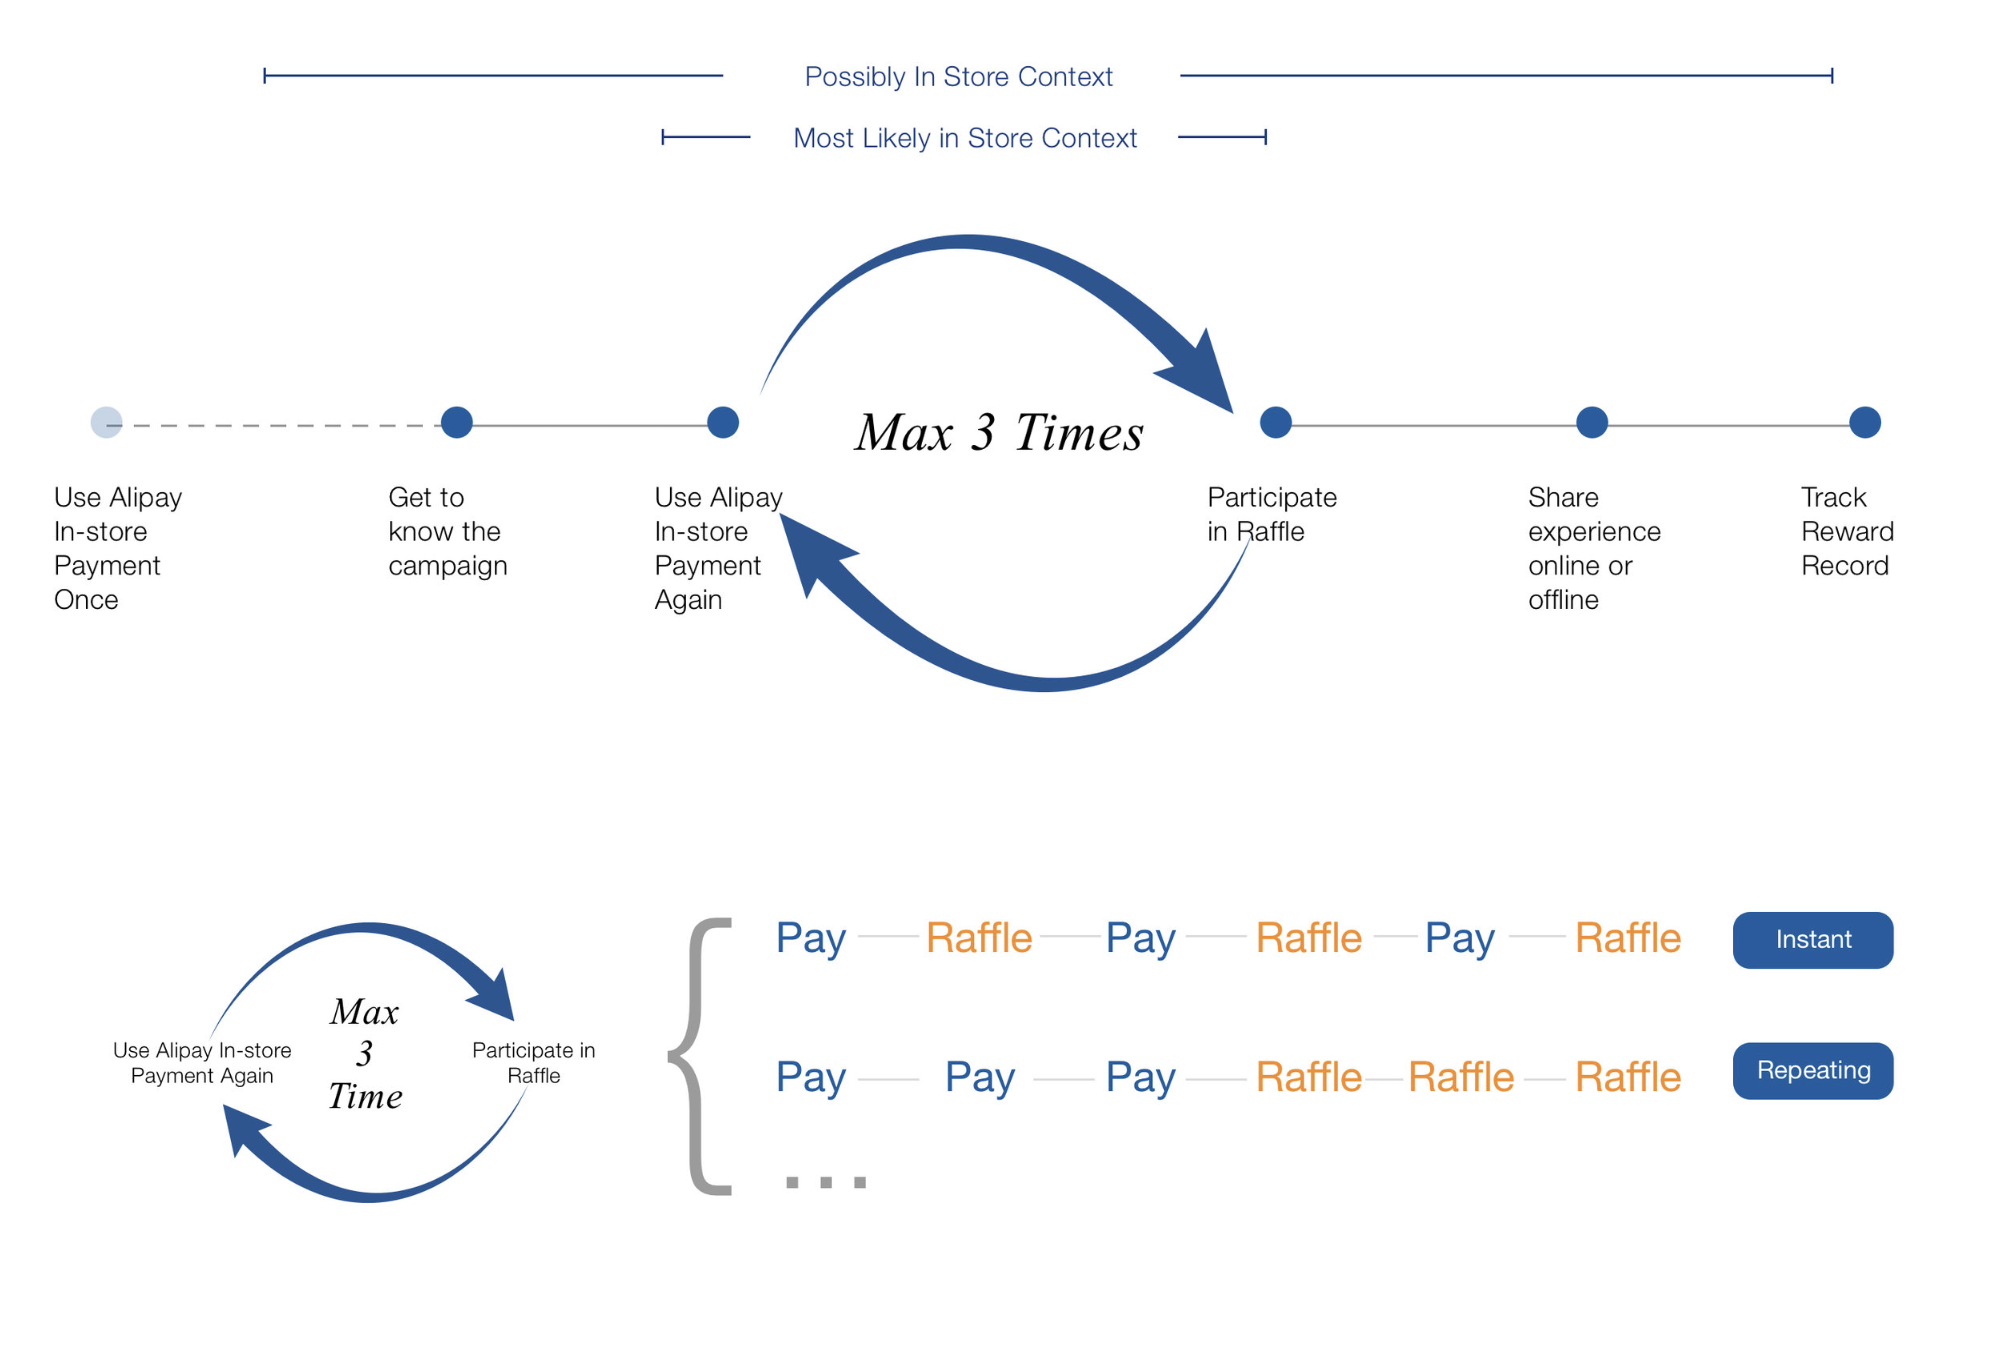 Possibly In Store Context
Most Likely in Store Context
Max 3 Times
Use Alipay
In-store
Payment
Once
Get to
know the
campaign
Use Alipay
In-store
Payment
Again
Participate
in Raffle
Share
experience
online or
offline
Track
Reward
Record
Use Alipay In-store
Payment Again
Max
3
Time
Participate in
Raffle
Pay Raffle Pay Raffle Pay Raffle Instant
Pay Pay Pay Raffle Raffle Raffle Repeating
...